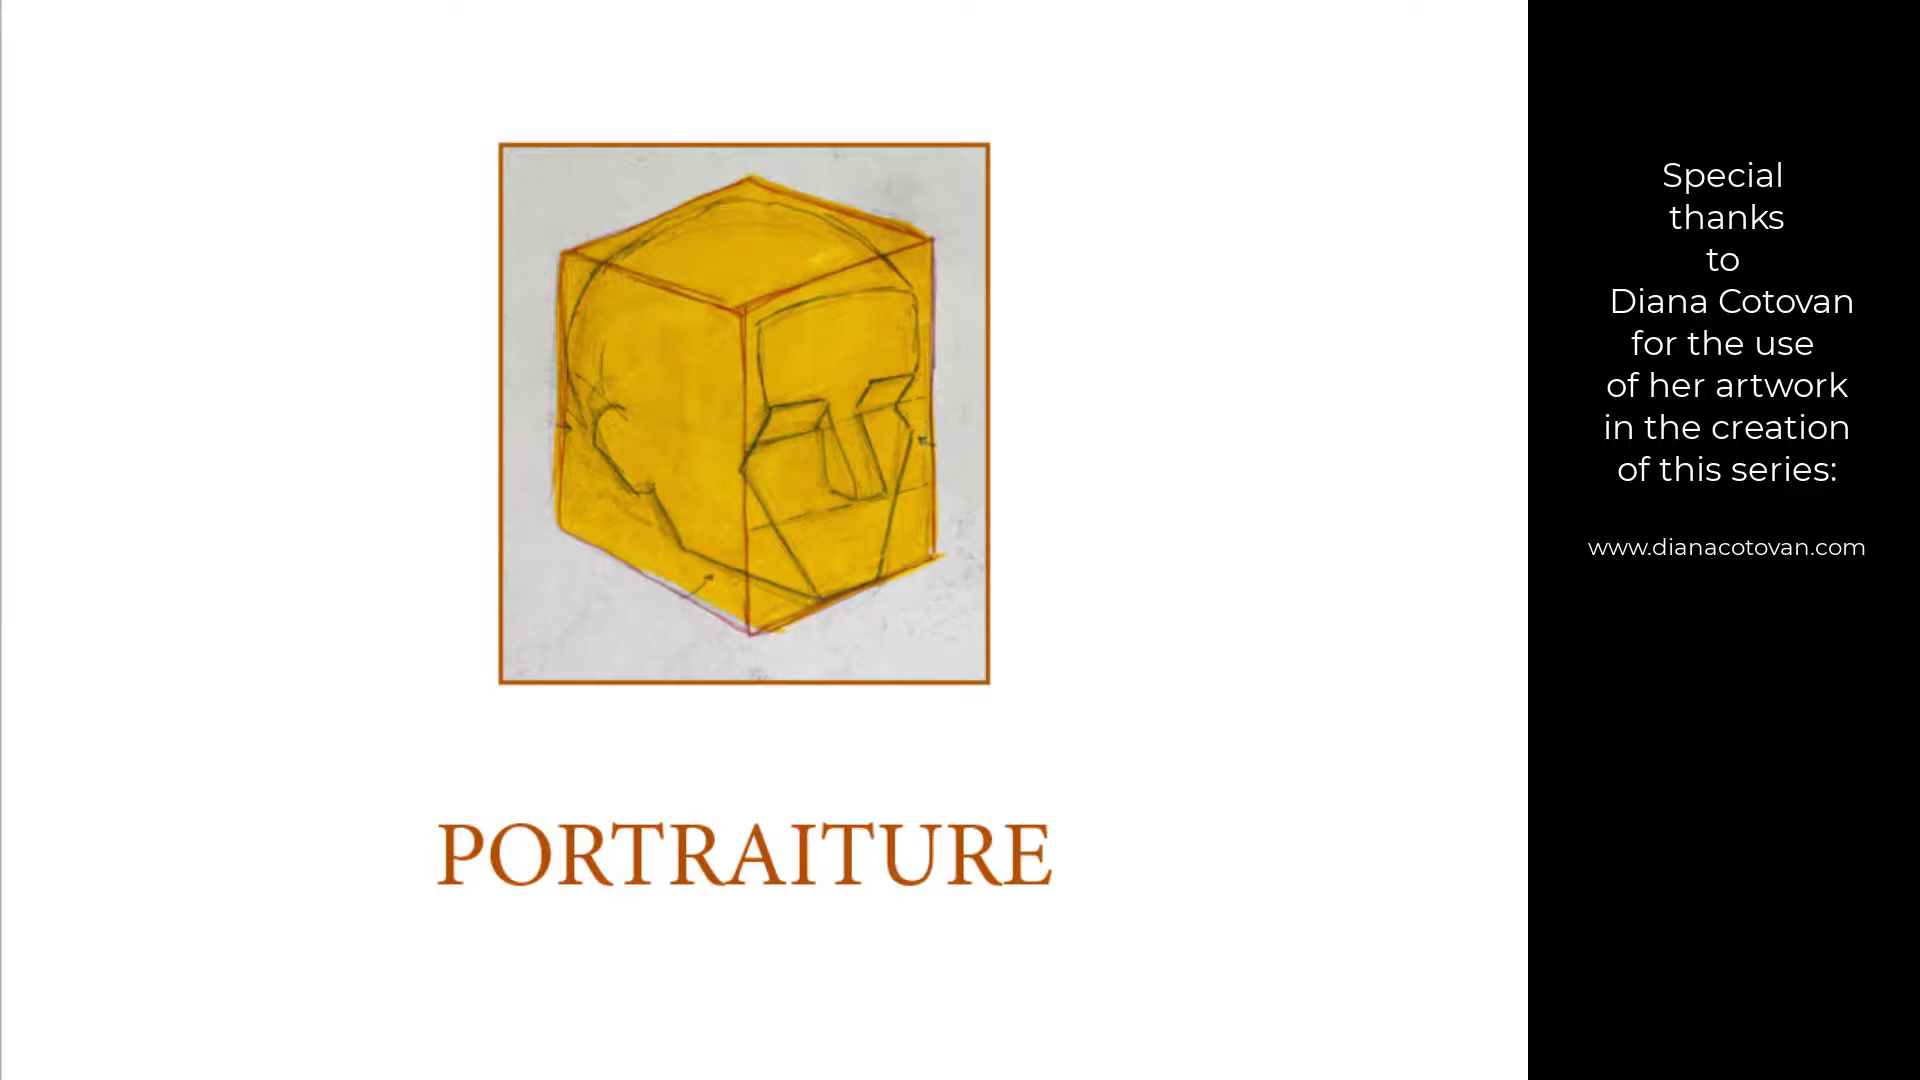 PORTRAITURE
Special
thanks
to
Diana Cotovan
for the use
of her artwork
in the creation
of this series:
www.dianacotovan.com